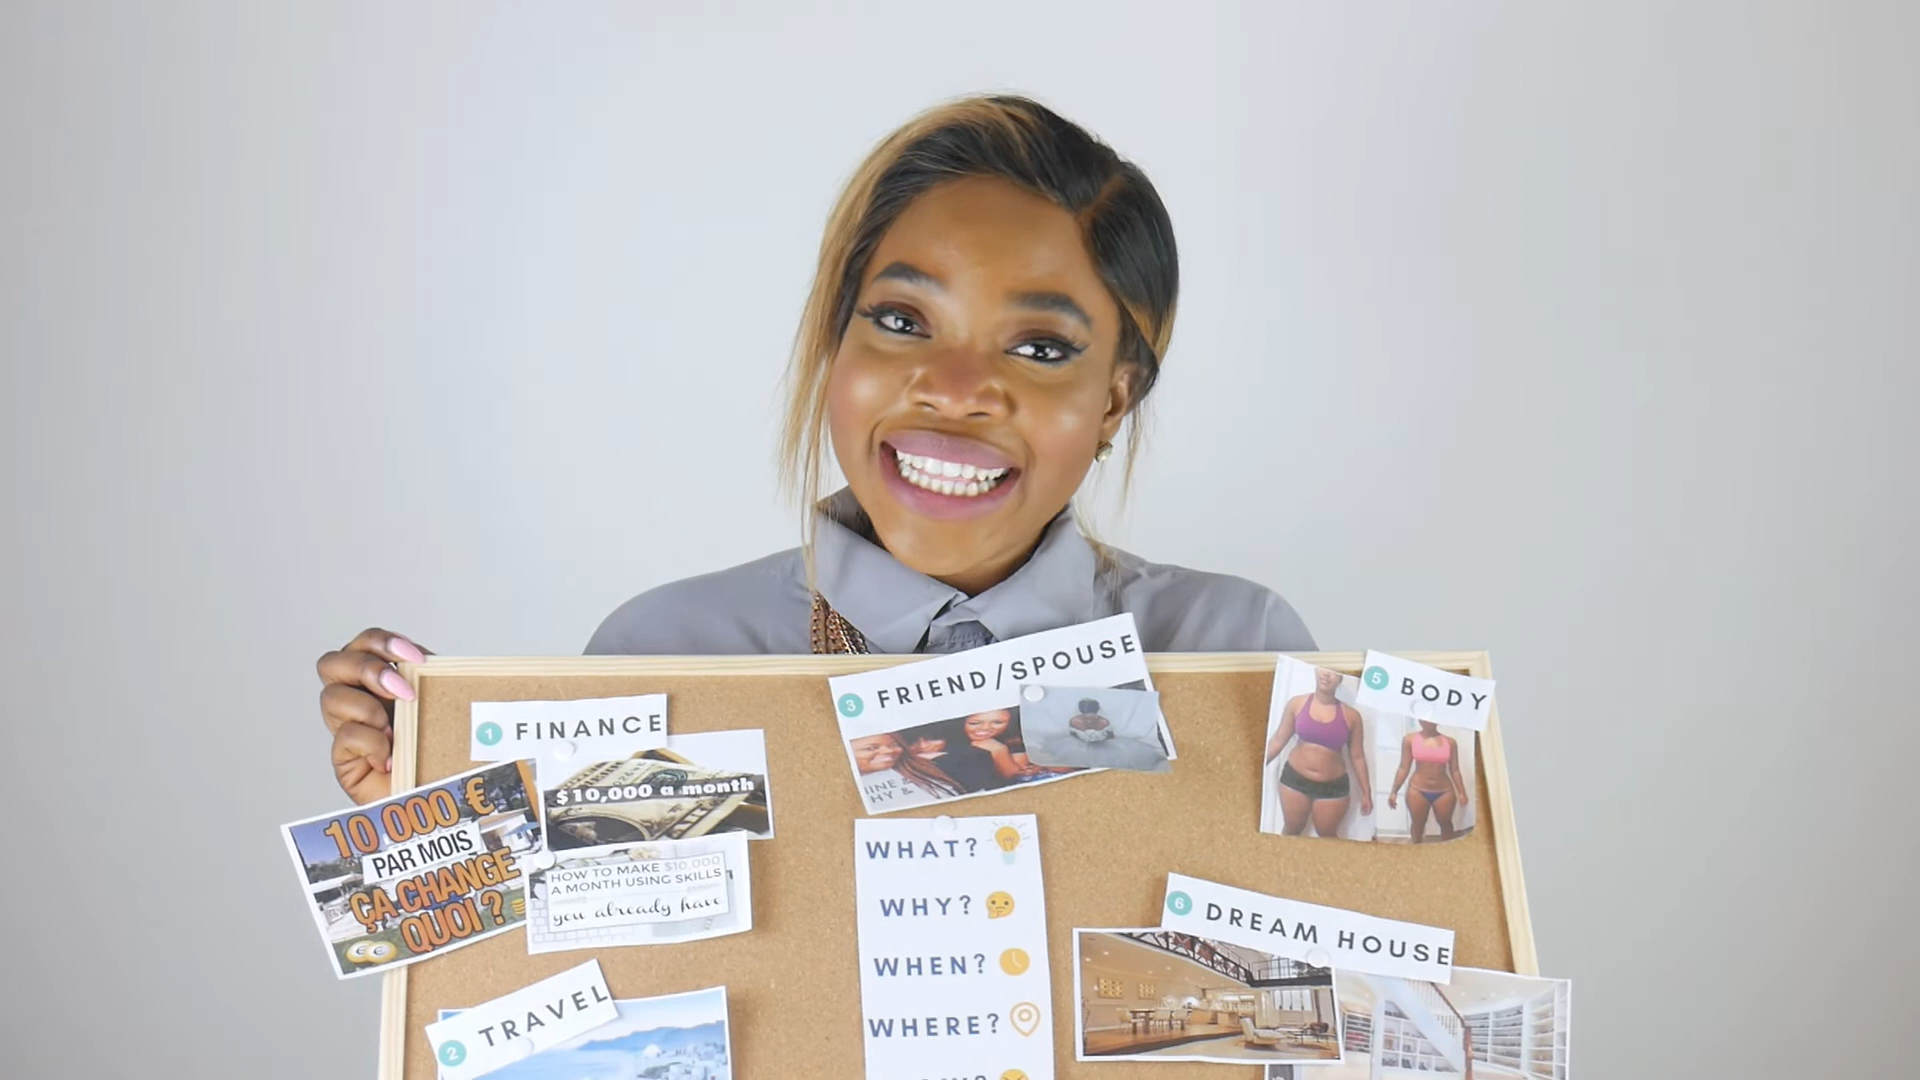 1 FINANCE
$10,000 a month
10 000 €
PAR MOIS
ÇA CHANGE
QUOI ?
HOW TO MAKE $10,000
A MONTH USING SKILLS
you already have
2 TRAVEL
3 FRIEND/SPOUSE
WHAT?
WHY?
WHEN?
WHERE?
5 BODY
6 DREAM HOUSE